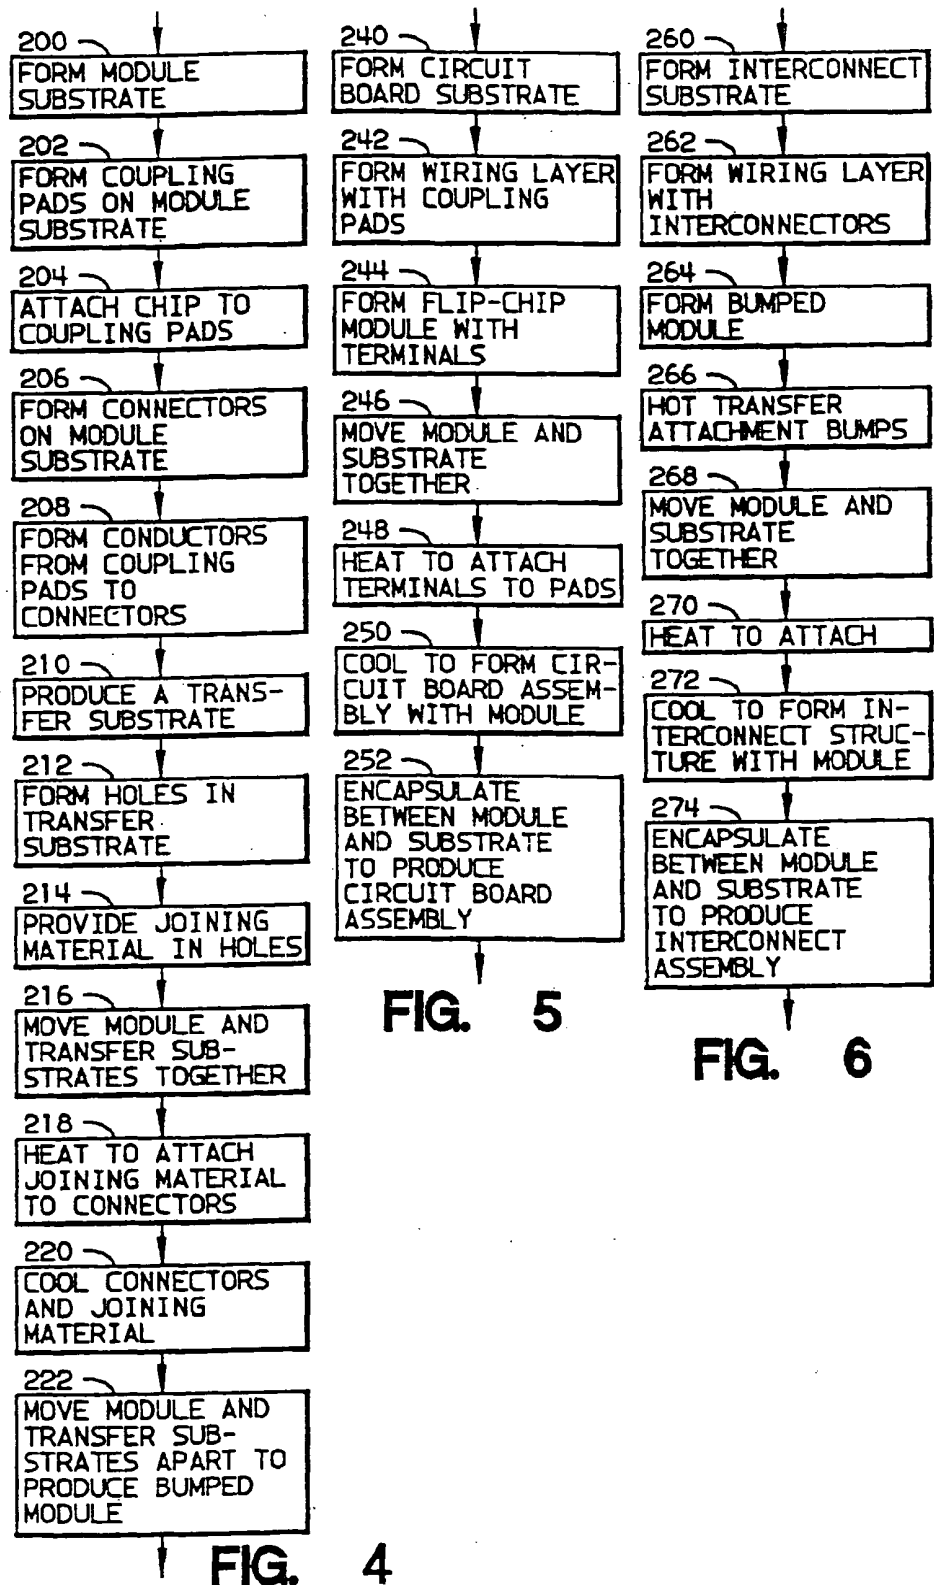 200
FORM MODULE
SUBSTRATE
202
FORM COUPLING
PADS ON MODULE
SUBSTRATE
204
ATTACH CHIP TO
COUPLING PADS
206
FORM CONNECTORS
ON MODULE
SUBSTRATE
208
FORM CONDUCTORS
FROM COUPLING
PADS TO
CONNECTORS
210
PRODUCE A TRANS-
FER SUBSTRATE
212
FORM HOLES IN
TRANSFER
SUBSTRATE
214
PROVIDE JOINING
MATERIAL IN HOLES
216
MOVE MODULE AND
TRANSFER SUB-
STRATES TOGETHER
218
HEAT TO ATTACH
JOINING MATERIAL
TO CONNECTORS
220
COOL CONNECTORS
AND JOINING
MATERIAL
222
MOVE MODULE AND
TRANSFER SUB-
STRATES APART TO
PRODUCE BUMPED
MODULE
FIG. 4
240
FORM CIRCUIT
BOARD SUBSTRATE
242
FORM WIRING LAYER
WITH COUPLING
PADS
244
FORM FLIP-CHIP
MODULE WITH
TERMINALS
246
MOVE MODULE AND
SUBSTRATE
TOGETHER
248
HEAT TO ATTACH
TERMINALS TO PADS
250
COOL TO FORM CIR-
CUIT BOARD ASSEM-
BLY WITH MODULE
252
ENCAPSULATE
BETWEEN MODULE
AND SUBSTRATE
TO PRODUCE
CIRCUIT BOARD
ASSEMBLY
FIG. 5
260
FORM INTERCONNECT
SUBSTRATE
262
FORM WIRING LAYER
WITH
INTERCONNECTORS
264
FORM BUMPED
MODULE
266
HOT TRANSFER
ATTACHMENT BUMPS
268
MOVE MODULE AND
SUBSTRATE
TOGETHER
270
HEAT TO ATTACH
272
COOL TO FORM IN-
TERCONNECT STRUC-
TURE WITH MODULE
274
ENCAPSULATE
BETWEEN MODULE
AND SUBSTRATE
TO PRODUCE
INTERCONNECT
ASSEMBLY
FIG. 6